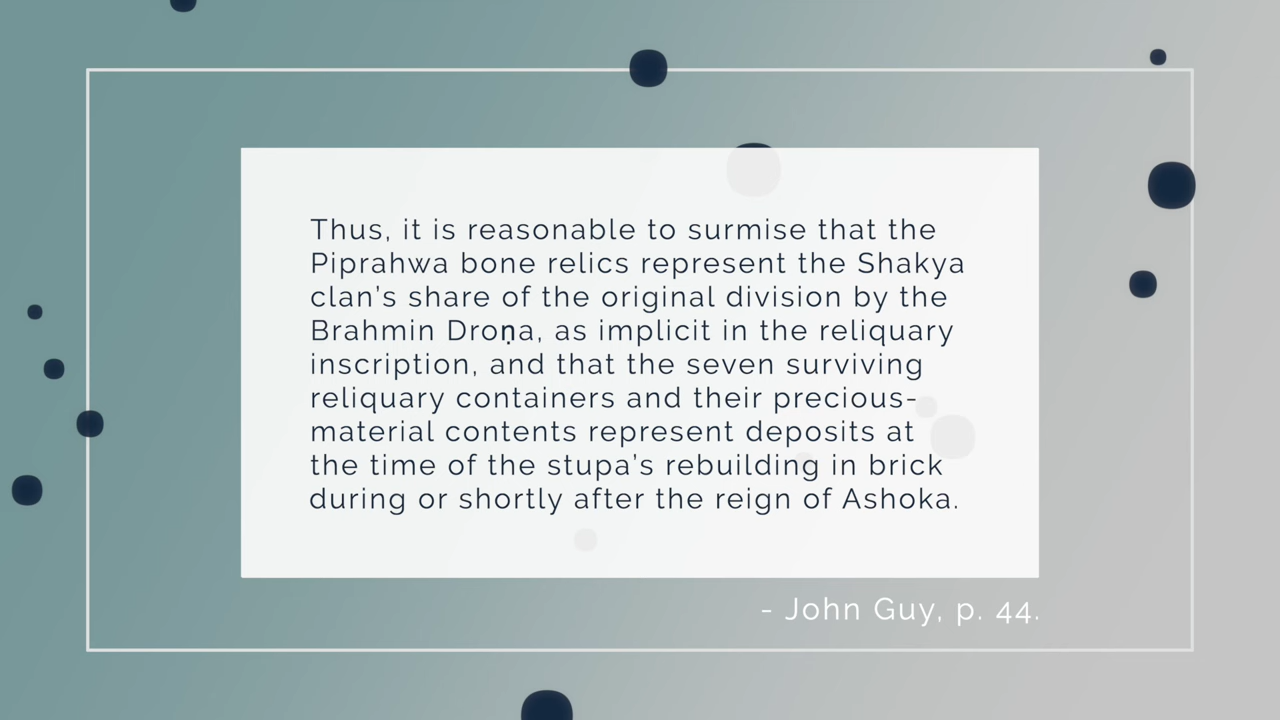 Thus, it is reasonable to surmise that the
Piprahwa bone relics represent the Shakya
clan’s share of the original division by the
Brahmin Droṇa, as implicit in the reliquary
inscription, and that the seven surviving
reliquary containers and their precious-
material contents represent deposits at
the time of the stupa’s rebuilding in brick
during or shortly after the reign of Ashoka.
- John Guy, p. 44.